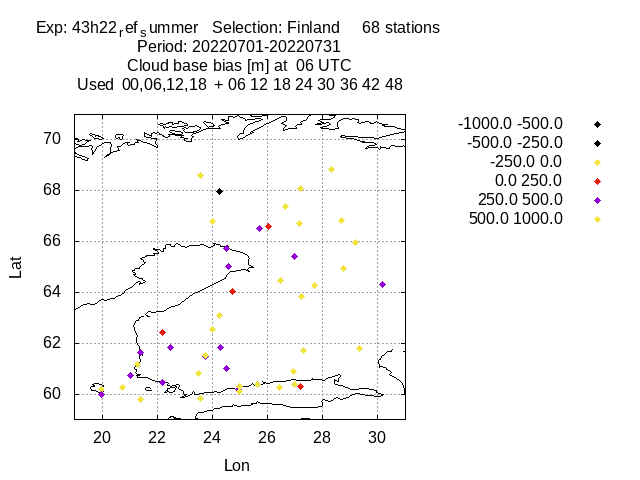 Exp: 43h22ref summer Selection: Finland 68 stations
Period: 20220701-20220731
Cloud base bias [m] at 06 UTC
Used 00,06,12,18 + 06 12 18 24 30 36 42 48
-1000.0 -500.0
-500.0 -250.0
-250.0 0.0
0.0 250.0
250.0 500.0
500.0 1000.0
70
68
66
64
62
60
Lat
20 22 24 26 28 30
Lon